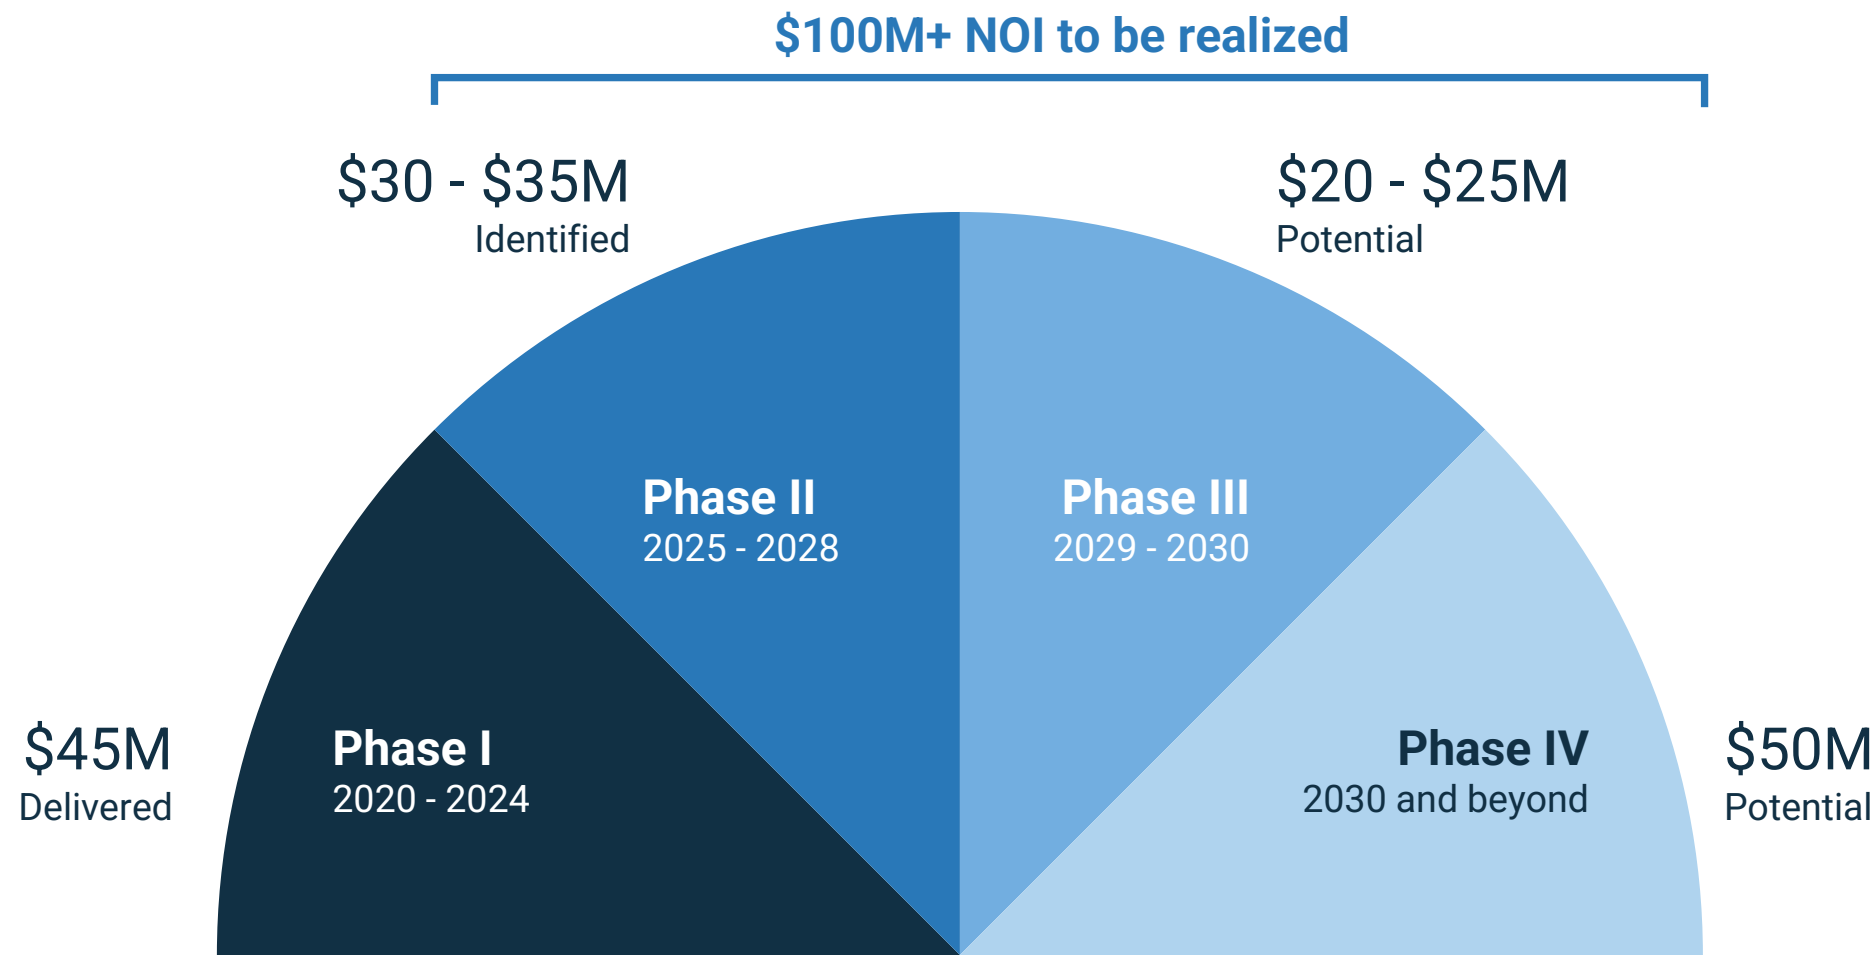 $100M+ NOI to be realized
$30 - $35M
Identified
$20 - $25M
Potential
Phase II
2025 - 2028
Phase III
2029 - 2030
$45M
Delivered
Phase I
2020 - 2024
Phase IV
2030 and beyond
$50M
Potential